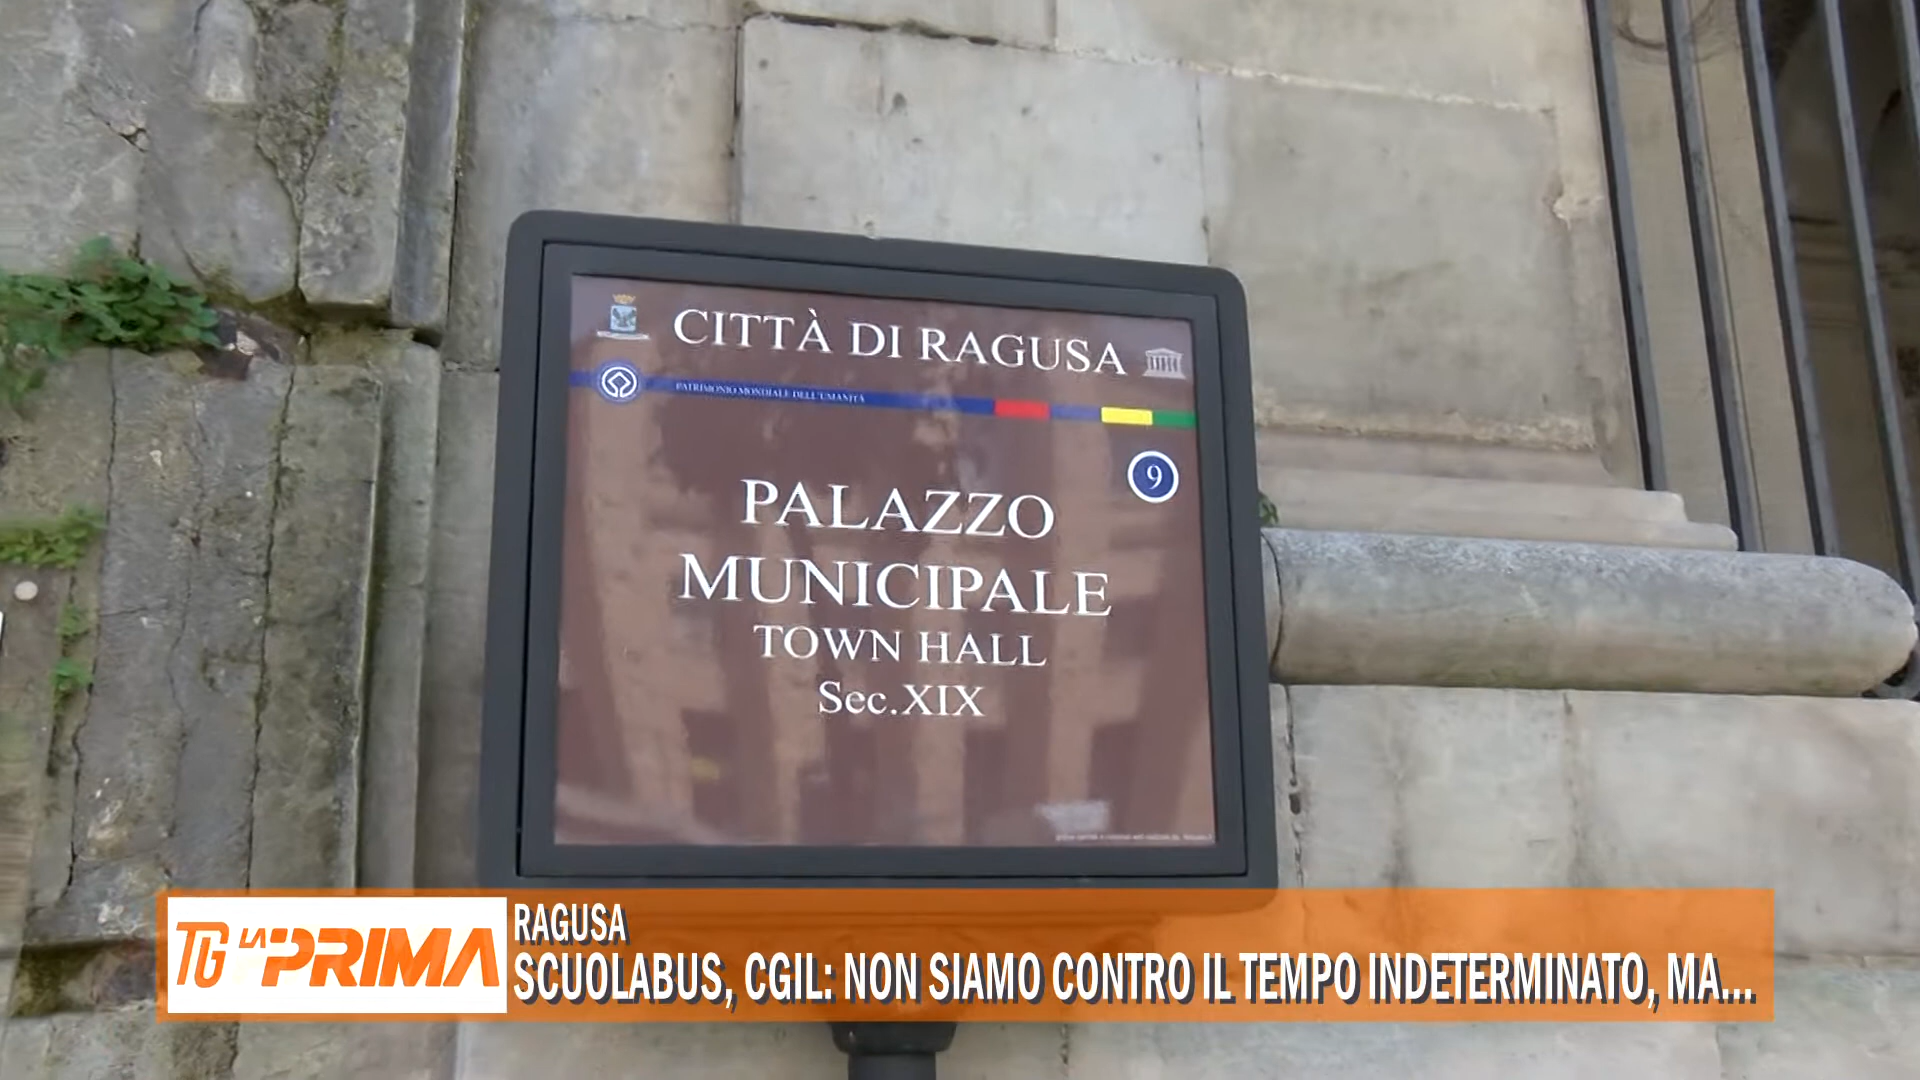 CITTÀ DI RAGUSA
PATRIMONIO MONDIALE DELL'UMANITÀ
9
PALAZZO
MUNICIPALE
TOWN HALL
Sec.XIX
TG LA PRIMA
RAGUSA
SCUOLABUS, CGIL: NON SIAMO CONTRO IL TEMPO INDETERMINATO, MA...